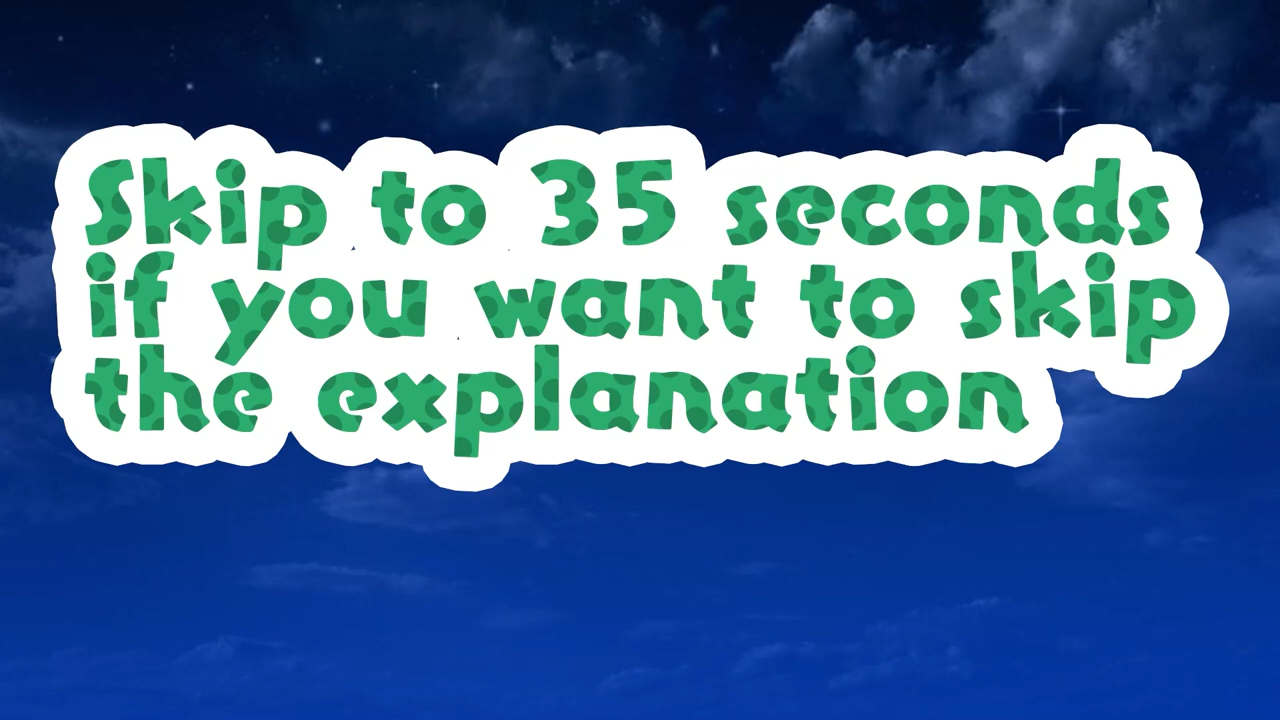 Skip to 35 seconds
if you want to skip
the explanation